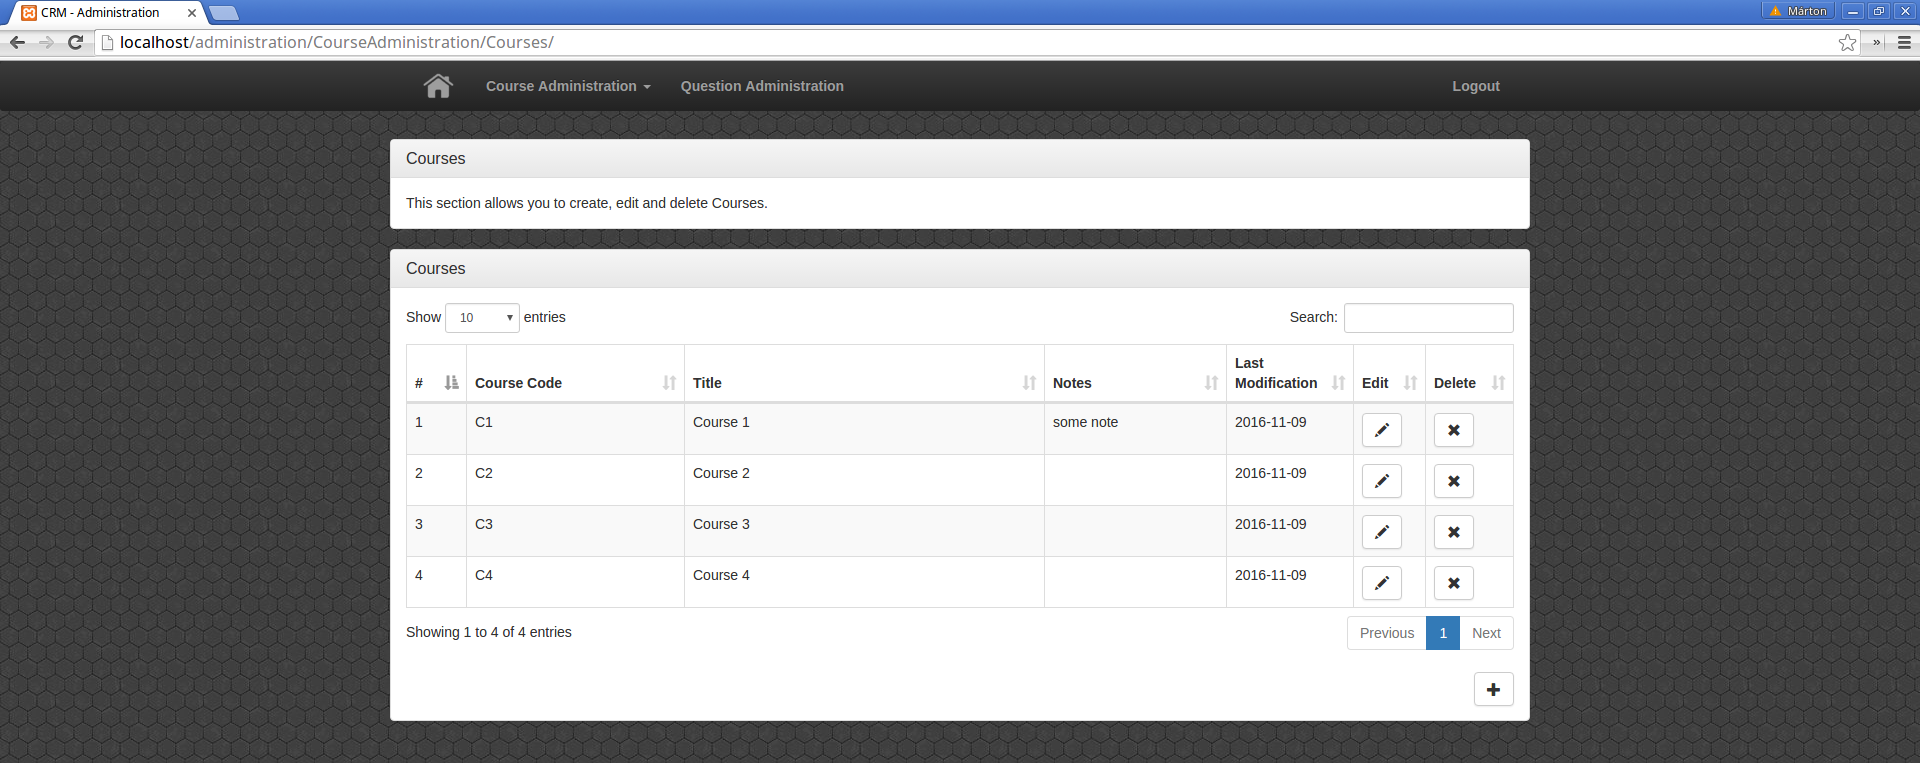 CRM - Administration
Márton
localhost/administration/CourseAdministration/Courses/
»
Course Administration Question Administration Logout
Courses
This section allows you to create, edit and delete Courses.
Courses
Show 10 entries Search:
# Course Code Title Notes Last Modification Edit Delete
1 C1 Course 1 some note 2016-11-09
2 C2 Course 2 2016-11-09
3 C3 Course 3 2016-11-09
4 C4 Course 4 2016-11-09
Showing 1 to 4 of 4 entries Previous 1 Next